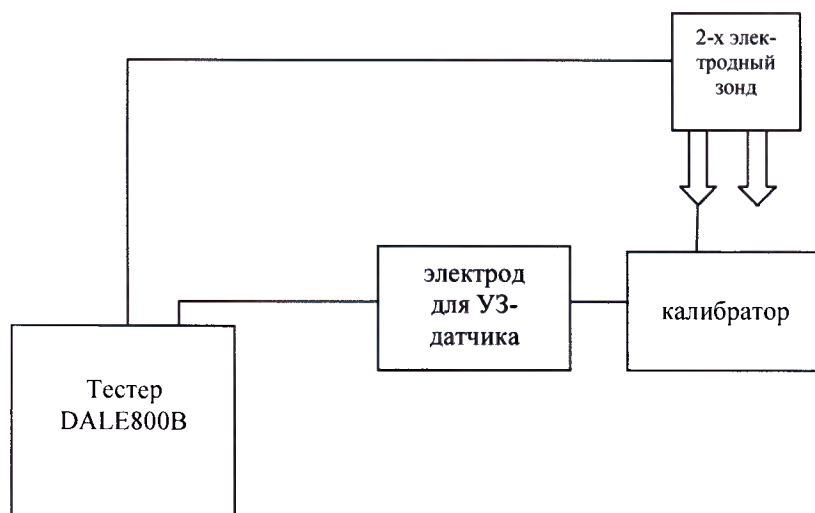 2-х элек-
тродный
зонд
электрод
для УЗ-
датчика
калибратор
Тестер
DALE800B